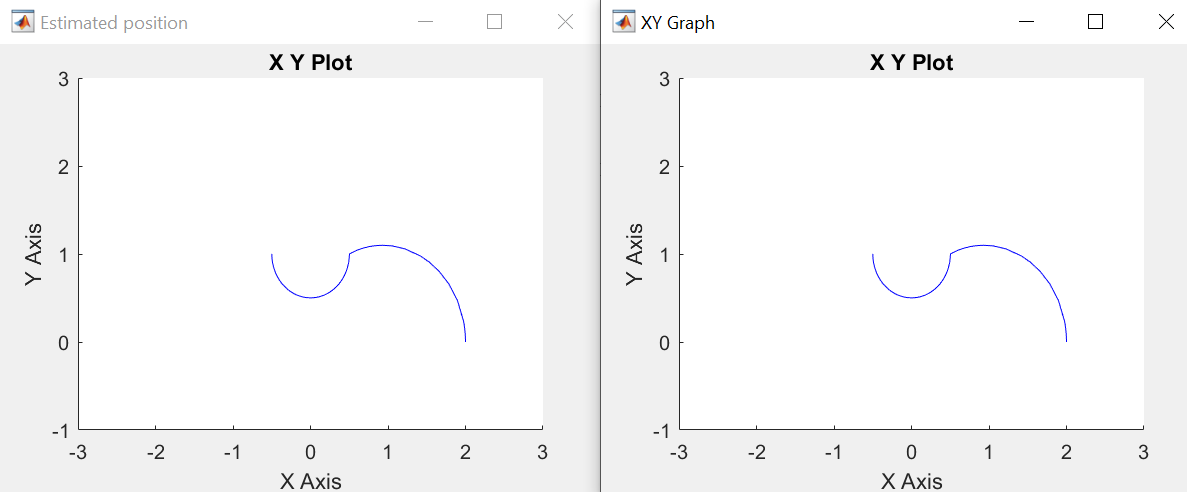 Estimated position
X Y Plot
3
2
1
0
-1
Y Axis
-3 -2 -1 0 1 2 3
X Axis
XY Graph
X Y Plot
3
2
1
0
-1
Y Axis
-3 -2 -1 0 1 2 3
X Axis